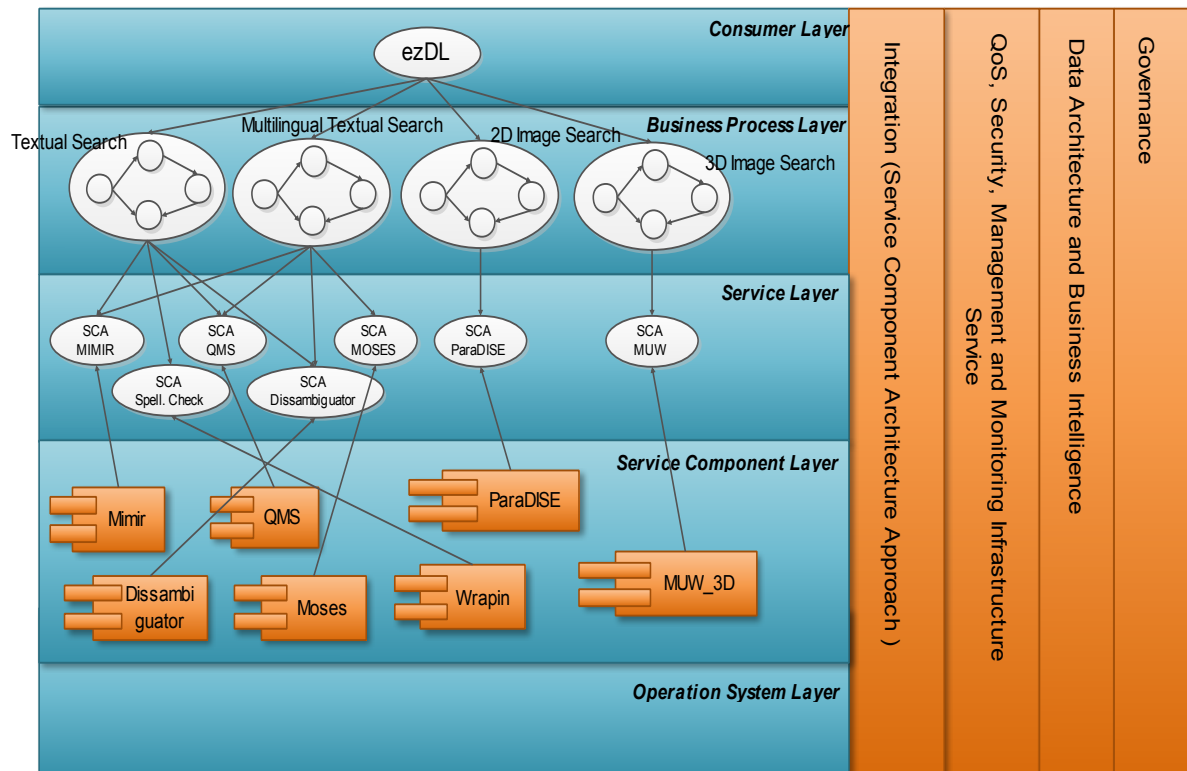 Consumer Layer
ezDL
Business Process Layer
Textual Search
Multilingual Textual Search
2D Image Search
3D Image Search
Service Layer
SCA
MIMIR
SCA
QMS
SCA
MOSES
SCA
ParaDISE
SCA
MUW
SCA
Spell. Check
SCA
Dissambiguator
Service Component Layer
Mimir
QMS
ParaDISE
Dissambi
guator
Moses
Wrapin
MUW_3D
Operation System Layer
Integration (Service Component Architecture Approach )
QoS, Security, Management and Monitoring Infrastructure
Service
Data Architecture and Business Intelligence
Governance